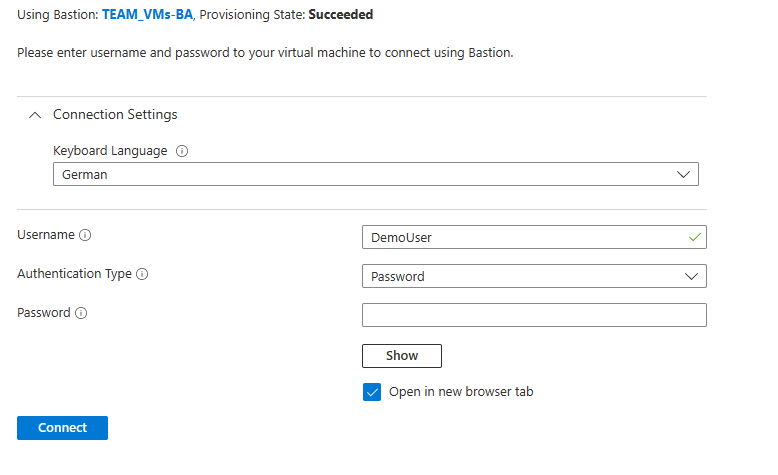 Using Bastion: TEAM_VMs-BA, Provisioning State: Succeeded
Please enter username and password to your virtual machine to connect using Bastion.
Connection Settings
Keyboard Language
German
Username
DemoUser
Authentication Type
Password
Password
Show
Open in new browser tab
Connect